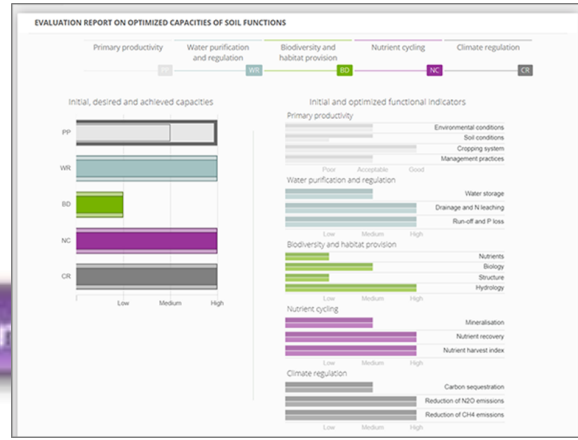 EVALUATION REPORT ON OPTIMIZED CAPACITIES OF SOIL FUNCTIONS
Primary productivity
Water purification and regulation
Biodiversity and habitat provision
Nutrient cycling
Climate regulation
PP
WR
BD
NC
CR
Initial, desired and achieved capacities
PP
WR
BD
NC
CR
Low Medium High
Initial and optimized functional indicators
Primary productivity
Environmental conditions
Soil conditions
Cropping system
Management practices
Poor Acceptable Good
Water purification and regulation
Water storage
Drainage and N leaching
Run-off and P loss
Low Medium High
Biodiversity and habitat provision
Nutrients
Biology
Structure
Hydrology
Low Medium High
Nutrient cycling
Mineralisation
Nutrient recovery
Nutrient harvest index
Low Medium High
Climate regulation
Carbon sequestration
Reduction of N2O emissions
Reduction of CH4 emissions
Low Medium High